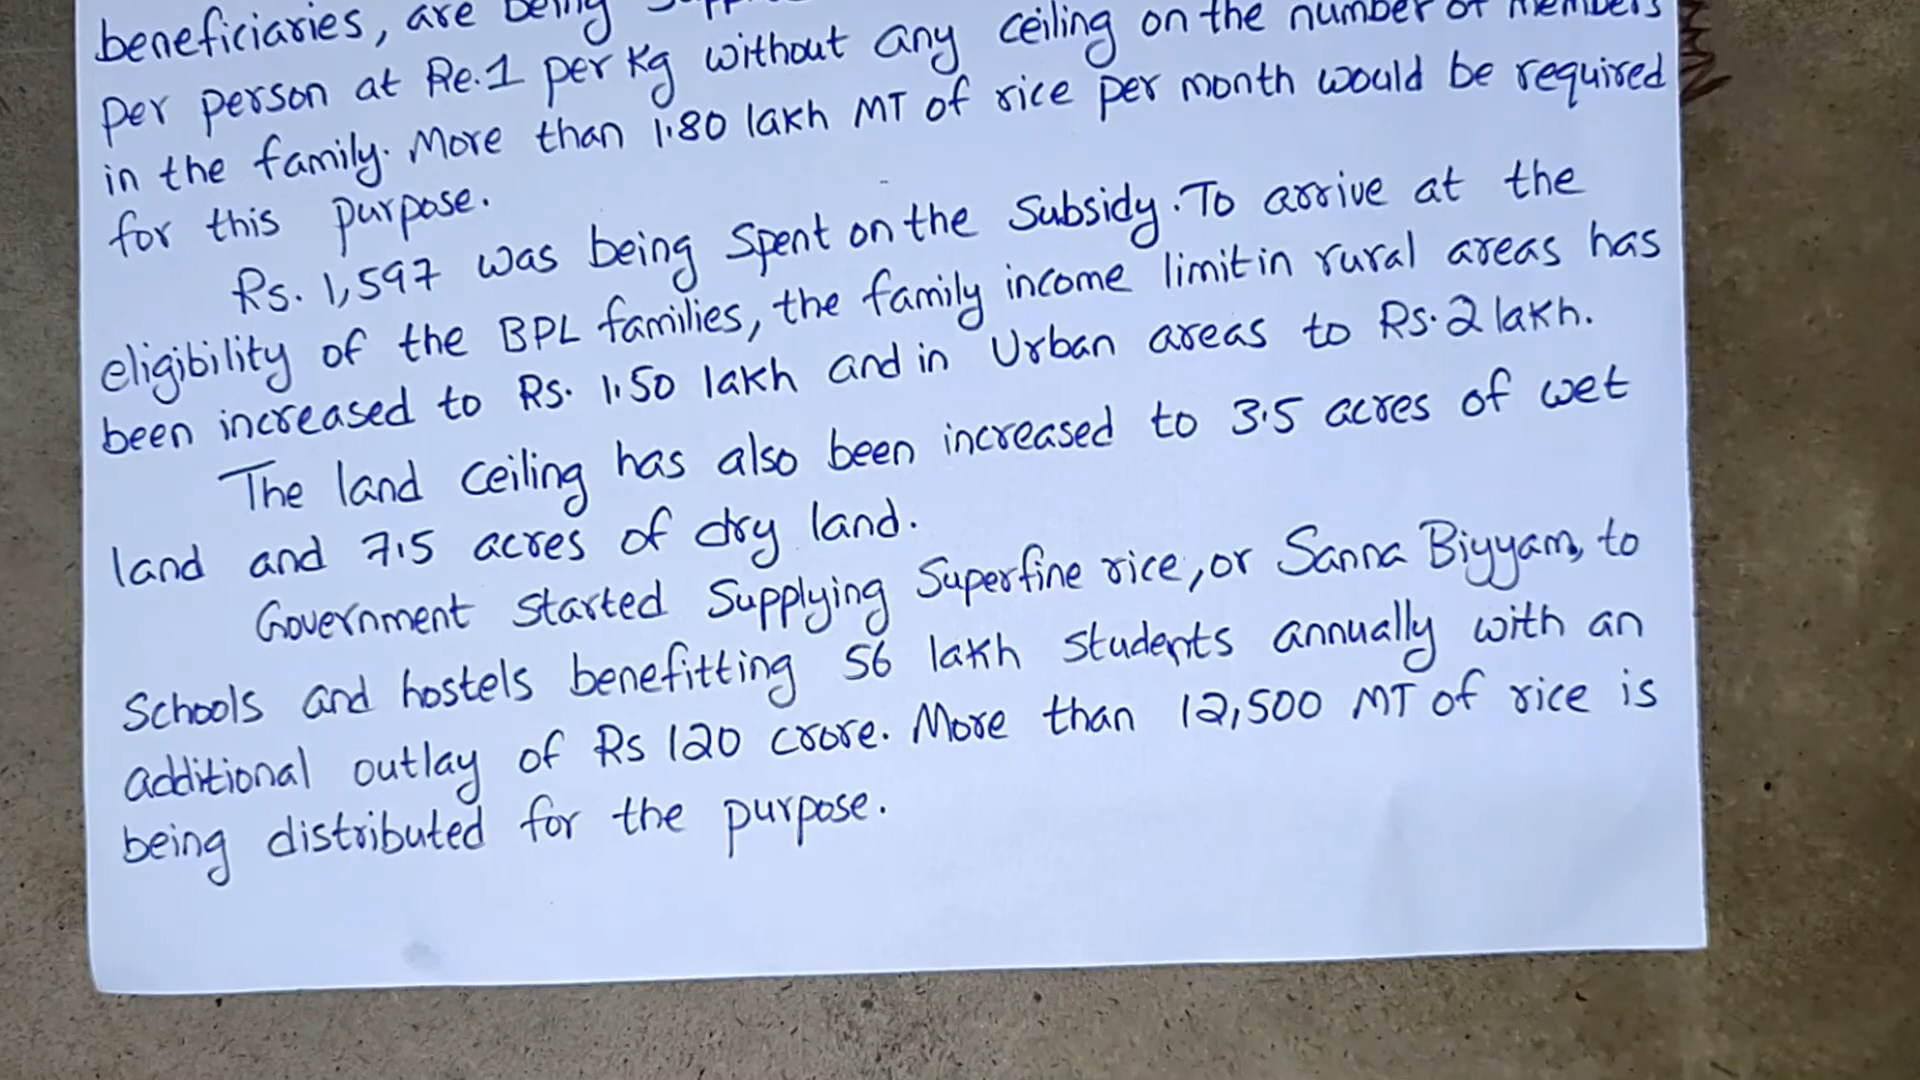 beneficiaries, are being
per person at Re.1 per kg without any ceiling on the number of members
in the family. More than 1.80 lakh MT of rice per month would be required
for this purpose.
Rs. 1,597 was being spent on the Subsidy. To arrive at the
eligibility of the BPL families, the family income limit in rural areas has
been increased to Rs. 1.50 lakh and in Urban areas to Rs. 2 lakh.
The land ceiling has also been increased to 3.5 acres of wet
land and 7.5 acres of dry land.
Government started Supplying Superfine rice, or Sanna Biyyam, to
Schools and hostels benefitting 56 lakh students annually with an
additional outlay of Rs 120 crore. More than 12,500 MT of rice is
being distributed for the purpose.